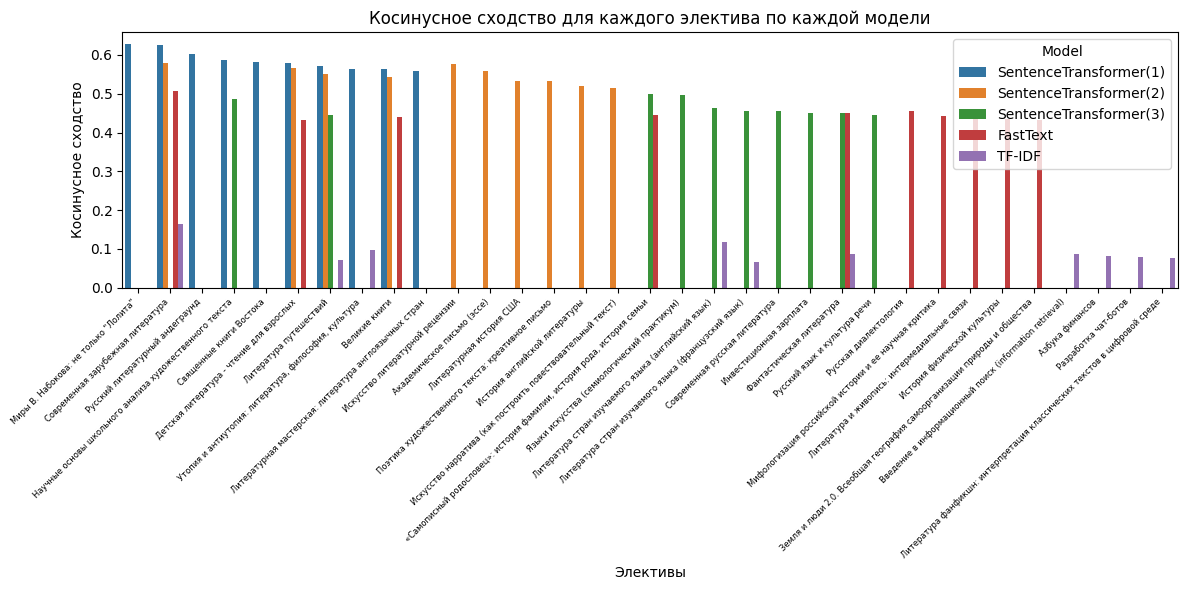 Косинусное сходство для каждого электива по каждой модели
Косинусное сходство
0.6
0.5
0.4
0.3
0.2
0.1
0.0
Model
SentenceTransformer(1)
SentenceTransformer(2)
SentenceTransformer(3)
FastText
TF-IDF
Миры В. Набокова: не только "Лолита"
Современная зарубежная литература
Русский литературный андеграунд
Научные основы школьного анализа художественного текста
Священные книги Востока
Детская литература - чтение для взрослых
Литература путешествий
Утопия и антиутопия: литература, философия, культура
Великие книги
Литературная мастерская: литература англоязычных стран
Искусство литературной рецензии
Академическое письмо (эссе)
Литературная история США
Поэтика художественного текста: креативное письмо
История английской литературы
Искусство нарратива (как построить повествовательный текст)
«Самописный родословец»: история фамилии, история рода, история семьи
Языки искусства (семиологический практикум)
Литература стран изучаемого языка (английский язык)
Литература стран изучаемого языка (французский язык)
Современная русская литература
Инвестиционная зарплата
Фантастическая литература
Русский язык и культура речи
Русская диалектология
Мифологизация российской истории и ее научная критика
Литература и живопись: интермедиальные связи
История физической культуры
Земля и люди 2.0. Всеобщая география самоорганизации природы и общества
Введение в информационный поиск (information retrieval)
Азбука финансов
Разработка чат-ботов
Литература фанфикшн: интерпретация классических текстов в цифровой среде
Элективы